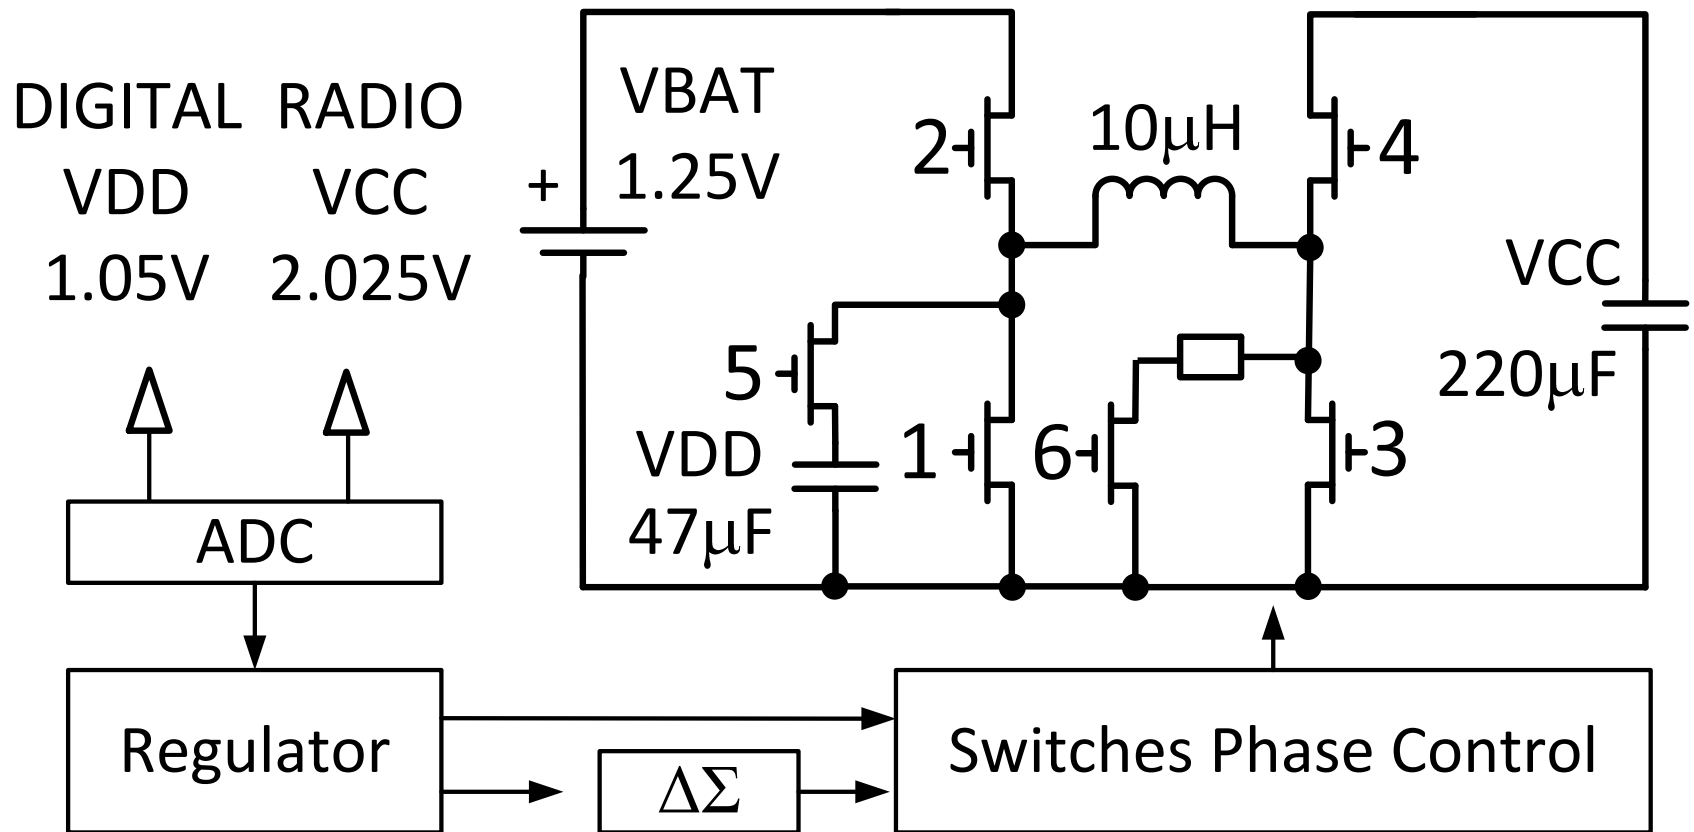 DIGITAL
VDD
1.05V
RADIO
VCC
2.025V
ADC
Regulator
ΔΣ
Switches Phase Control
+
VBAT
1.25V
2
10μH
4
5
VDD
47μF
1
6
3
VCC
220μF